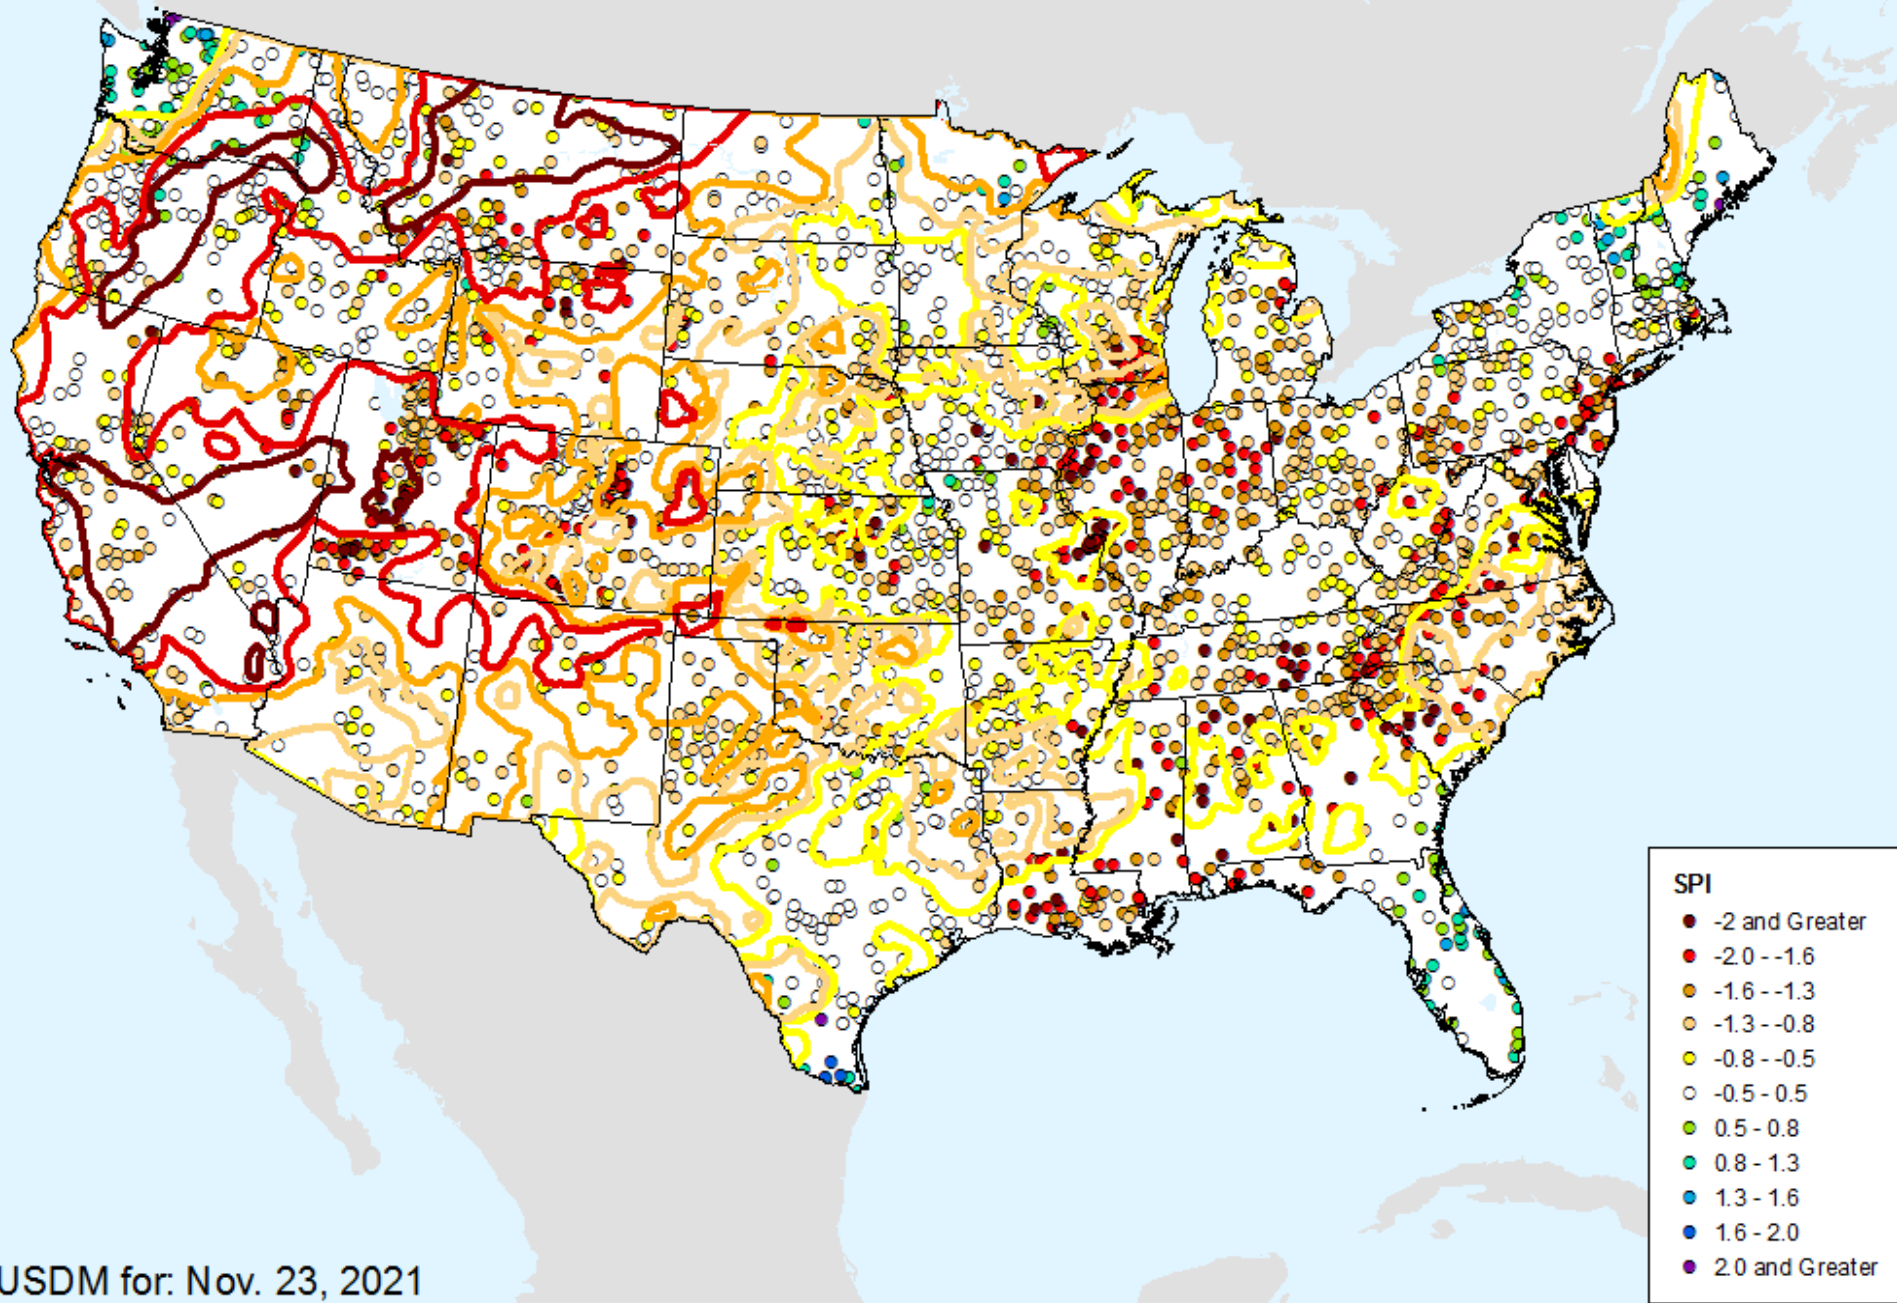 SPI
-2 and Greater
-2.0 - -1.6
-1.6 - -1.3
-1.3 - -0.8
-0.8 - -0.5
-0.5 - 0.5
0.5 - 0.8
0.8 - 1.3
1.3 - 1.6
1.6 - 2.0
2.0 and Greater
USDM for: Nov. 23, 2021